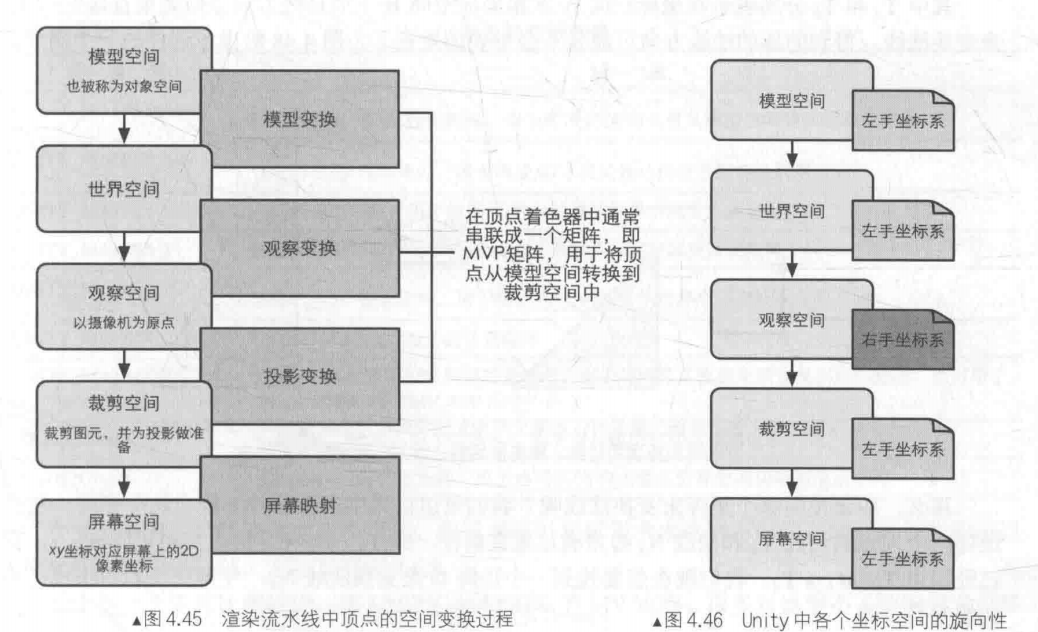 模型空间
也被称为对象空间
模型变换
世界空间
观察变换
观察空间
以摄像机为原点
投影变换
裁剪空间
裁剪图元，并为投影做准
备
屏幕映射
屏幕空间
xy坐标对应屏幕上的2D
像素坐标
在顶点着色器中通常
串联成一个矩阵，即
MVP矩阵，用于将顶
点从模型空间转换到
裁剪空间中
▲图4.45 渲染流水线中顶点的空间变换过程
模型空间
左手坐标系
世界空间
左手坐标系
观察空间
右手坐标系
裁剪空间
左手坐标系
屏幕空间
左手坐标系
▲图4.46 Unity中各个坐标空间的旋向性